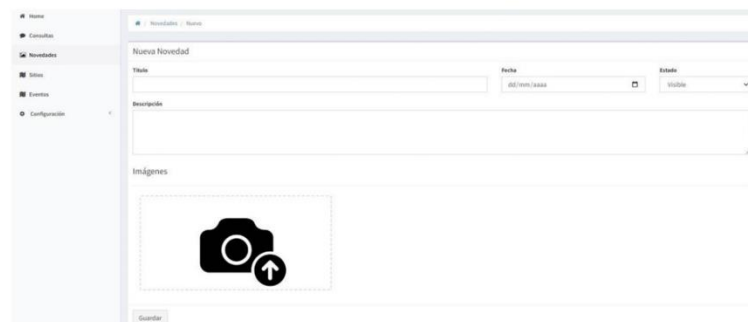 Home
Consultas
Novedades
Sitios
Eventos
Configuración
/ Novedades / Nuevo
Nueva Novedad
Título Fecha Estado
dd/mm/aaaa Visible
Descripción
Imágenes
Guardar